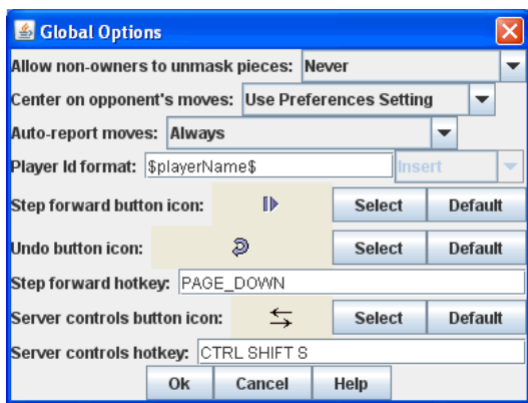 Global Options
Allow non-owners to unmask pieces: Never
Center on opponent's moves: Use Preferences Setting
Auto-report moves: Always
Player Id format: $playerName$ Insert
Step forward button icon: Select Default
Undo button icon: Select Default
Step forward hotkey: PAGE_DOWN
Server controls button icon: Select Default
Server controls hotkey: CTRL SHIFT S
Ok Cancel Help